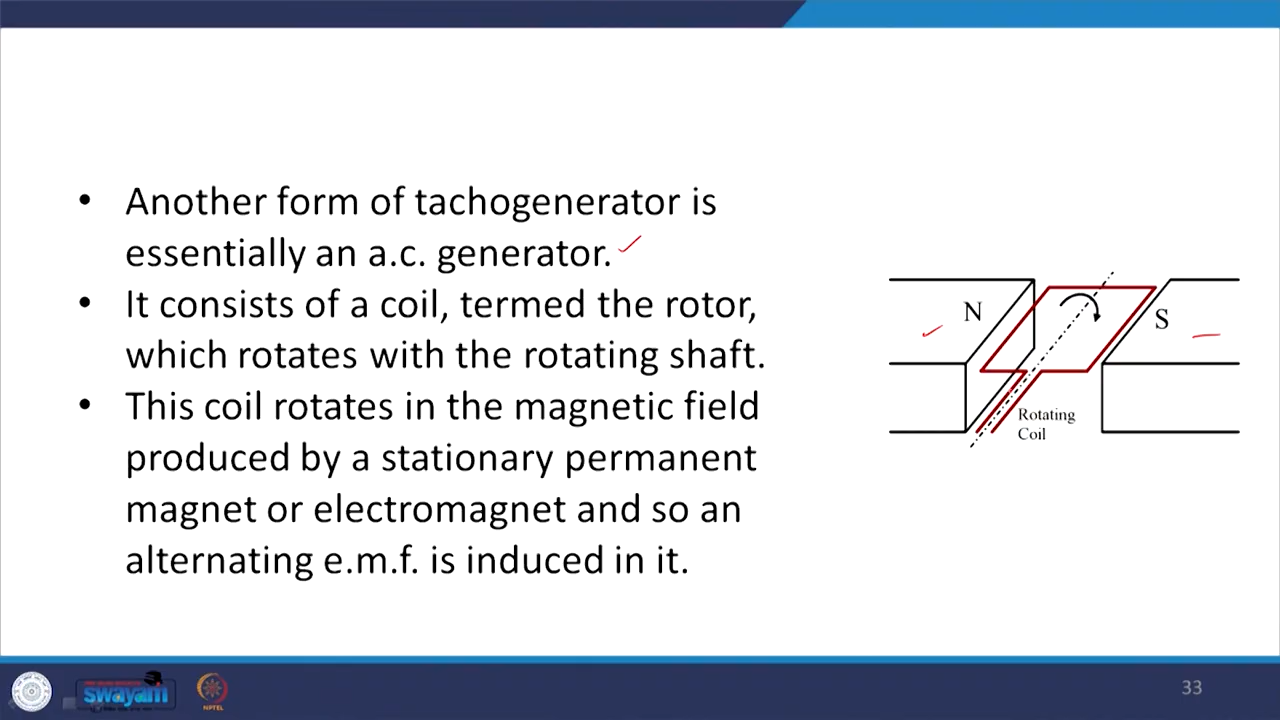 • Another form of tachogenerator is
essentially an a.c. generator.
• It consists of a coil, termed the rotor,
which rotates with the rotating shaft.
• This coil rotates in the magnetic field
produced by a stationary permanent
magnet or electromagnet and so an
alternating e.m.f. is induced in it.
N
S
Rotating
Coil
swayam
NPTEL
33